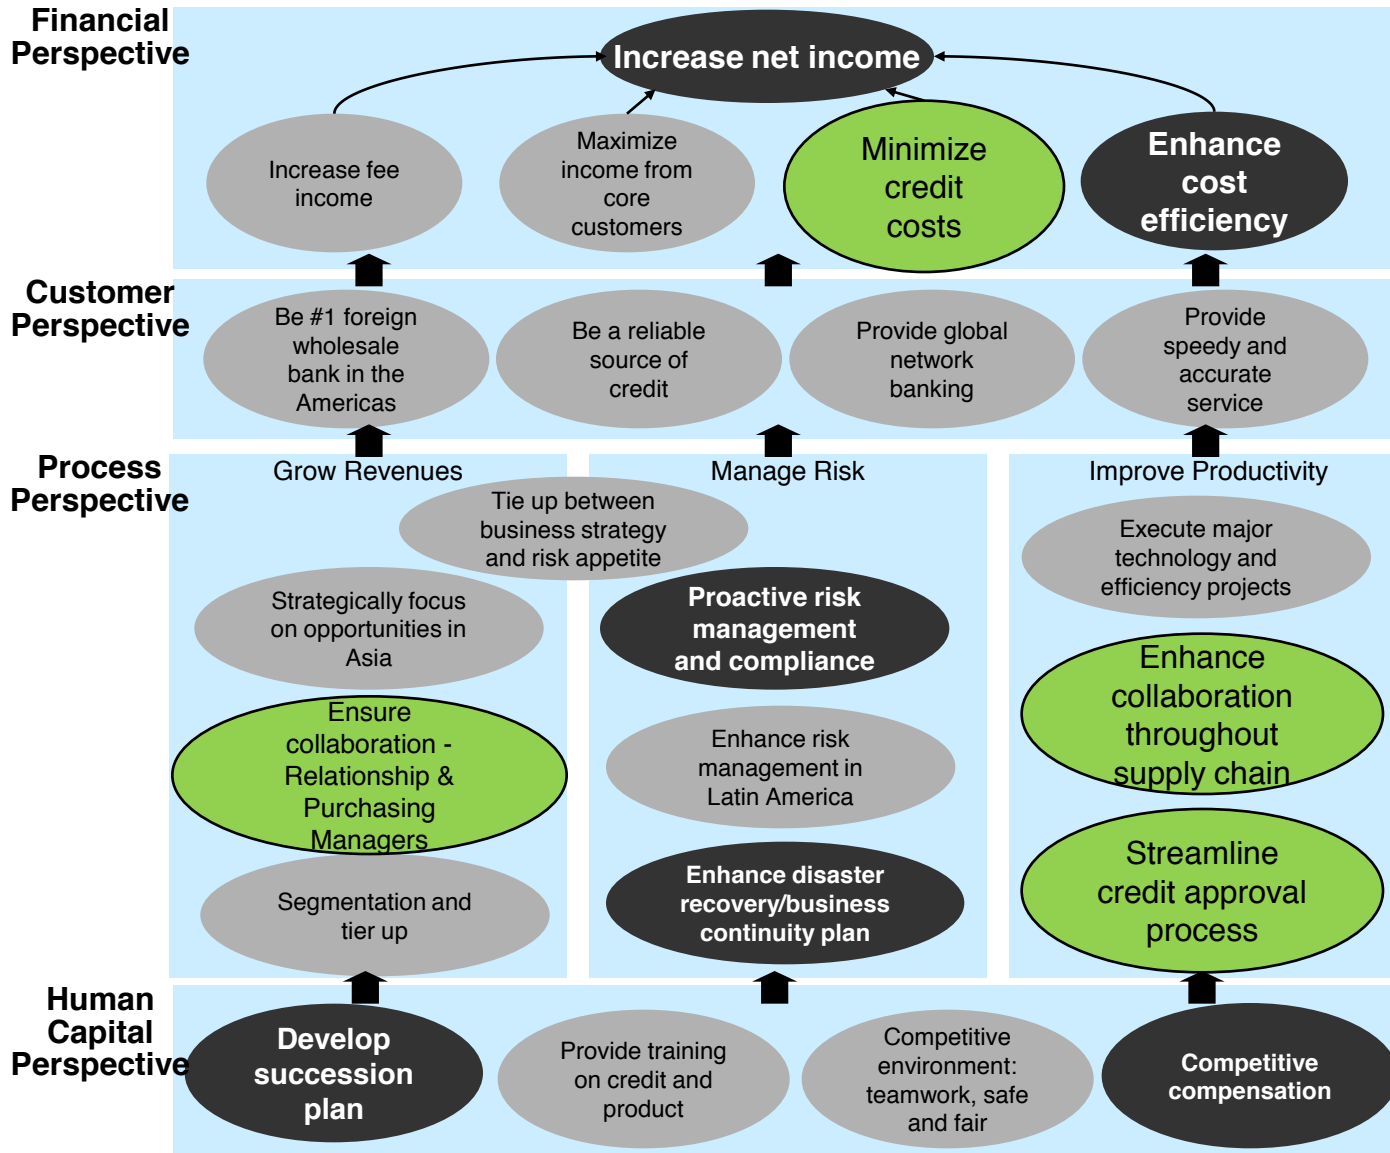 Financial
Perspective
Increase net income
Increase fee
income
Maximize
income from
core
customers
Minimize
credit
costs
Enhance
cost
efficiency
Customer
Perspective
Be #1 foreign
wholesale
bank in the
Americas
Be a reliable
source of
credit
Provide global
network
banking
Provide
speedy and
accurate
service
Process
Perspective
Grow Revenues
Manage Risk
Improve Productivity
Tie up between
business strategy
and risk appetite
Strategically focus
on opportunities in
Asia
Ensure
collaboration -
Relationship &
Purchasing
Managers
Segmentation and
tier up
Proactive risk
management
and compliance
Enhance risk
management in
Latin America
Enhance disaster
recovery/business
continuity plan
Execute major
technology and
efficiency projects
Enhance
collaboration
throughout
supply chain
Streamline
credit approval
process
Human
Capital
Perspective
Develop
succession
plan
Provide training
on credit and
product
Competitive
environment:
teamwork, safe
and fair
Competitive
compensation